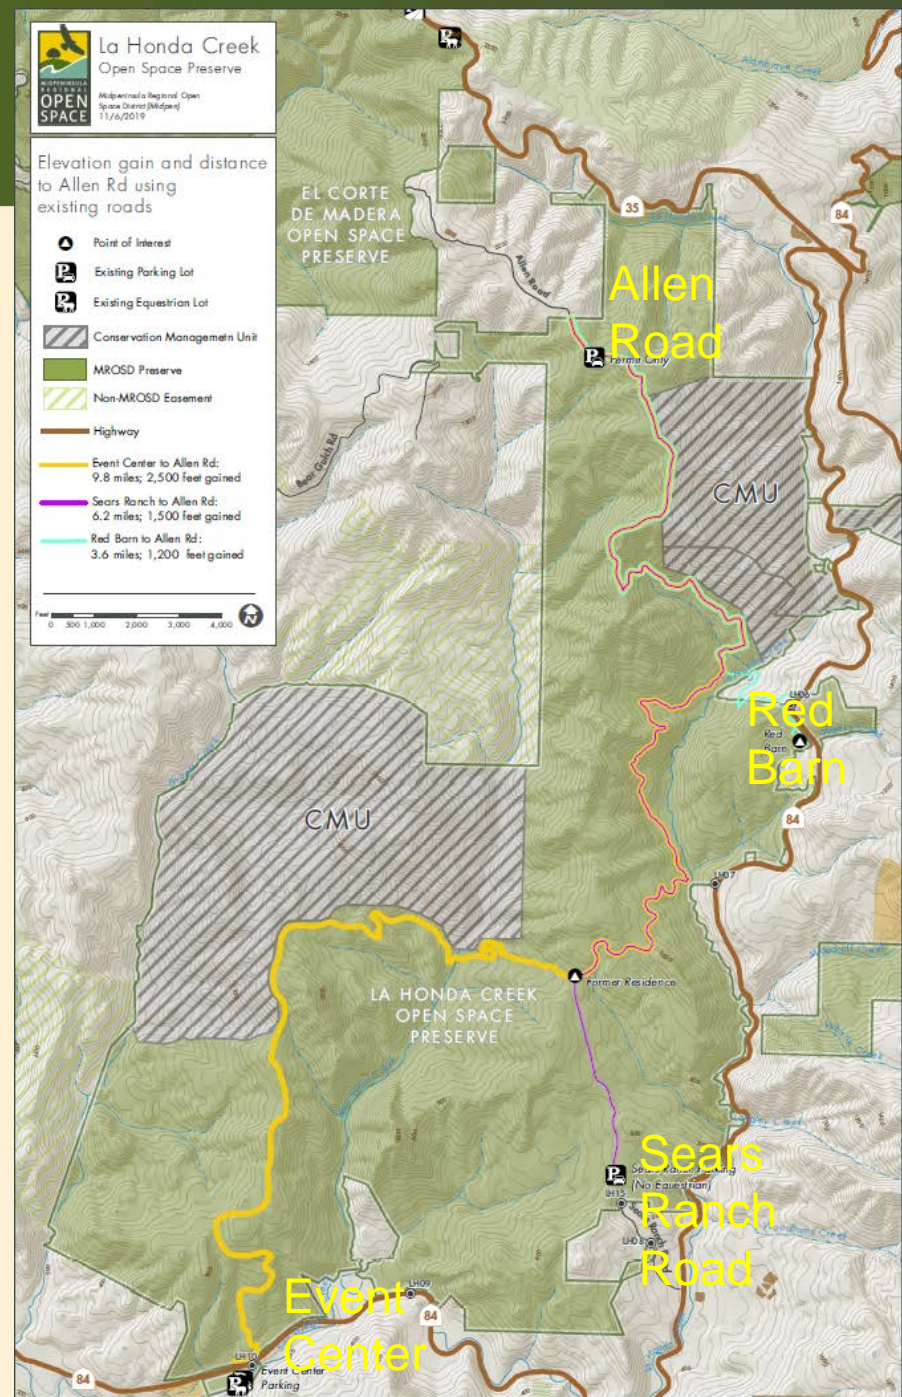 La Honda Creek
Open Space Preserve
MIDPENINSULA
REGIONAL
OPEN
SPACE
Midpeninsula Regional Open
Space District (Midpen)
11/6/2019
Elevation gain and distance
to Allen Rd using
existing roads
Point of Interest
Existing Parking Lot
Existing Equestrian Lot
Conservation Managemetn Unit
MROSD Preserve
Non-MROSD Easement
Highway
Event Center to Allen Rd:
9.8 miles; 2,500 feet gained
Sears Ranch to Allen Rd:
6.2 miles; 1,500 feet gained
Red Barn to Allen Rd:
3.6 miles; 1,200 feet gained
Feet
0 500 1,000 2,000 3,000 4,000
N
EL CORTE
DE MADERA
OPEN SPACE
PRESERVE
35
84
Allen Road
Allen
Road
Permit Only
Bear Gulch Rd
CMU
LH06
Red
Barn
Red
Barn
84
CMU
LH07
Former Residence
LA HONDA CREEK
OPEN SPACE
PRESERVE
Sears
Ranch
Road
(No Equestrian)
LH15
LH08
Event
Center
LH09
84
LH10
Event Center
Parking
84